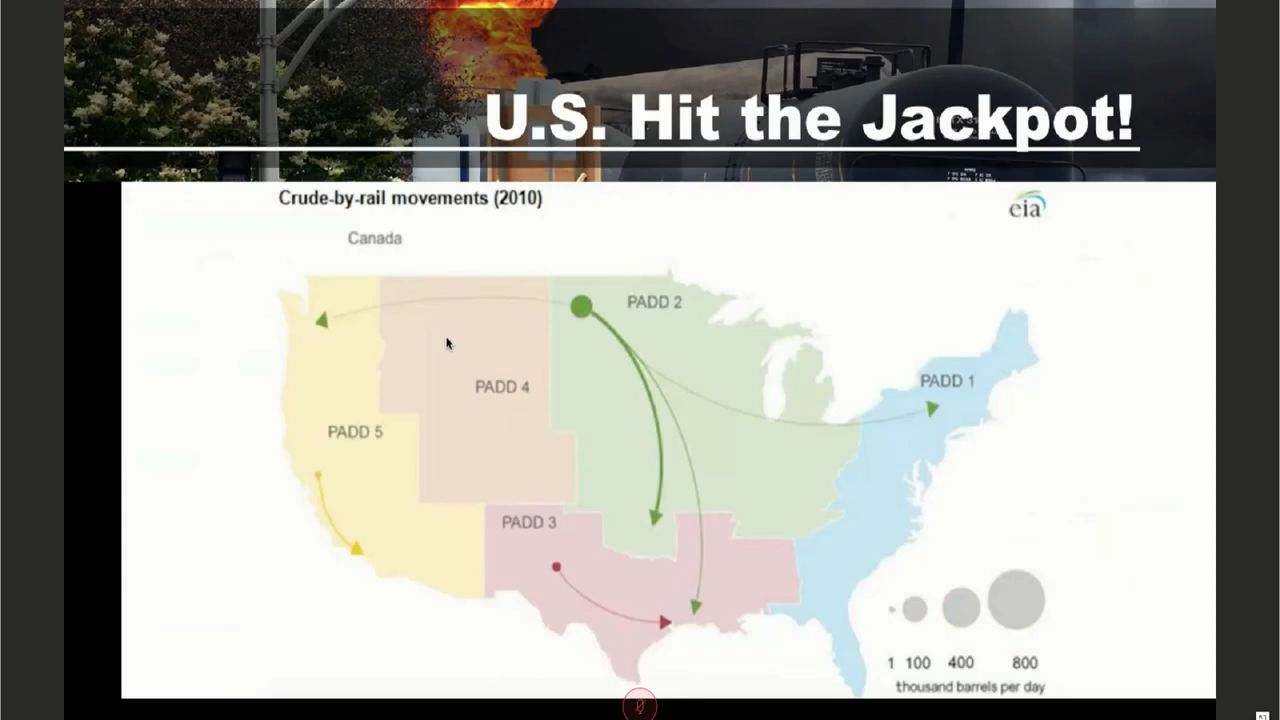 U.S. Hit the Jackpot!
Crude-by-rail movements (2010)
eia
Canada
PADD 2
PADD 1
PADD 4
PADD 5
PADD 3
1 100 400 800
thousand barrels per day